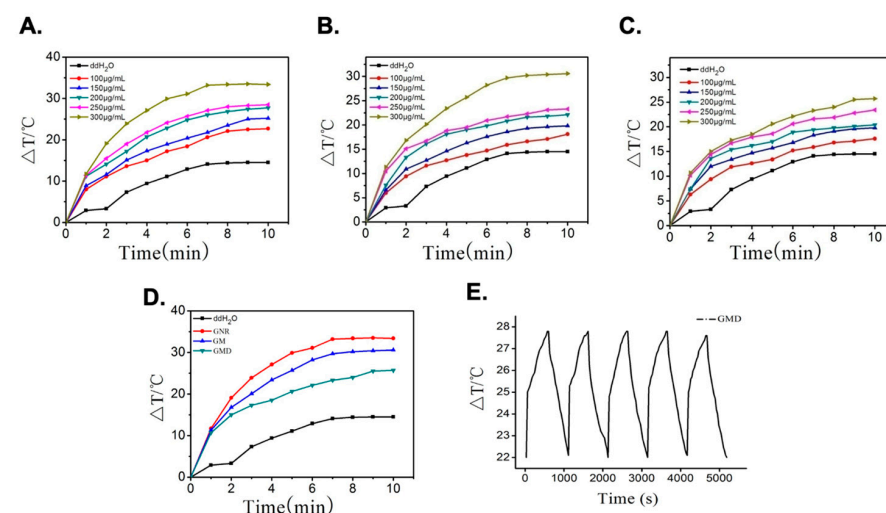 A.
△T/℃
40
30
20
10
0
ddH2O
100μg/mL
150μg/mL
200μg/mL
250μg/mL
300μg/mL
0 2 4 6 8 10
Time(min)
B.
△T/℃
30
25
20
15
10
5
0
ddH2O
100μg/mL
150μg/mL
200μg/mL
250μg/mL
300μg/mL
0 2 4 6 8 10
Time(min)
C.
△T/℃
30
25
20
15
10
5
0
ddH2O
100μg/mL
150μg/mL
200μg/mL
250μg/mL
300μg/mL
0 2 4 6 8 10
Time(min)
D.
△T/℃
40
30
20
10
0
ddH2O
GNR
GM
GMD
0 2 4 6 8 10
Time(min)
E.
△T/℃
28
27
26
25
24
23
22
GMD
0 1000 2000 3000 4000 5000
Time (s)